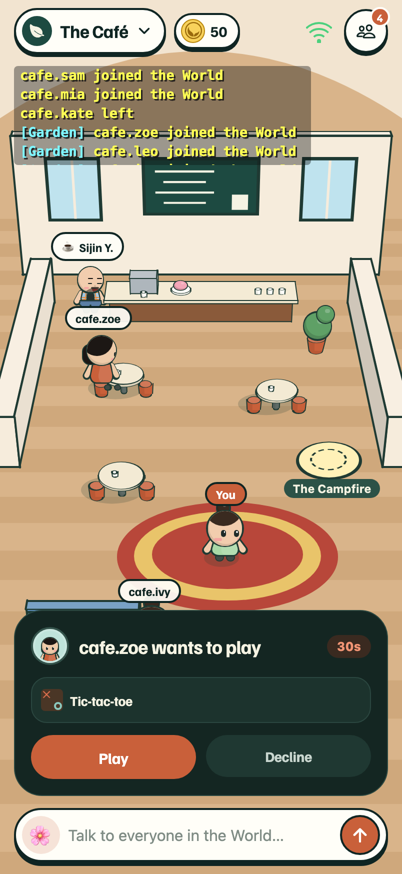 The Café
50
4
cafe.sam joined the World
cafe.mia joined the World
cafe.kate left
[Garden] cafe.zoe joined the World
[Garden] cafe.leo joined the World
Sijin Y.
cafe.zoe
The Campfire
You
cafe.ivy
cafe.zoe wants to play
30s
Tic-tac-toe
Play
Decline
Talk to everyone in the World...